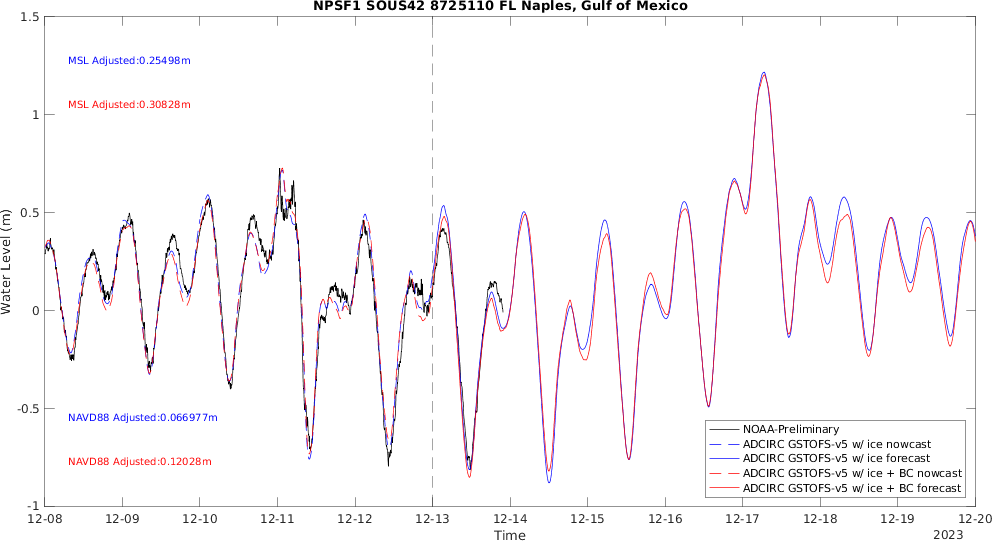 NPSF1 SOUS42 8725110 FL Naples, Gulf of Mexico
1.5
1
0.5
0
-0.5
-1
Water Level (m)
MSL Adjusted:0.25498m
MSL Adjusted:0.30828m
NAVD88 Adjusted:0.066977m
NAVD88 Adjusted:0.12028m
NOAA-Preliminary
ADCIRC GSTOFS-v5 w/ ice nowcast
ADCIRC GSTOFS-v5 w/ ice forecast
ADCIRC GSTOFS-v5 w/ ice + BC nowcast
ADCIRC GSTOFS-v5 w/ ice + BC forecast
12-08 12-09 12-10 12-11 12-12 12-13 12-14 12-15 12-16 12-17 12-18 12-19 12-20
Time
2023